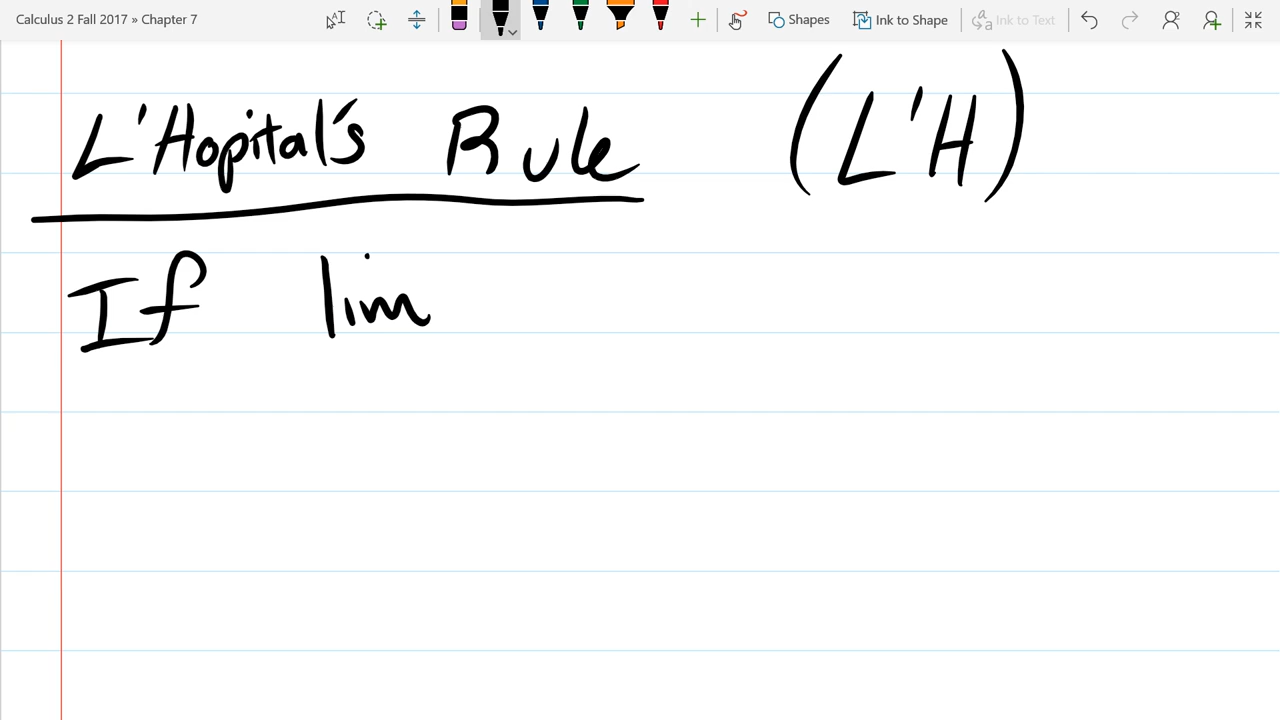 Calculus 2 Fall 2017 » Chapter 7
Shapes Ink to Shape Ink to Text
L'Hopital's Rule (L'H)
If lim